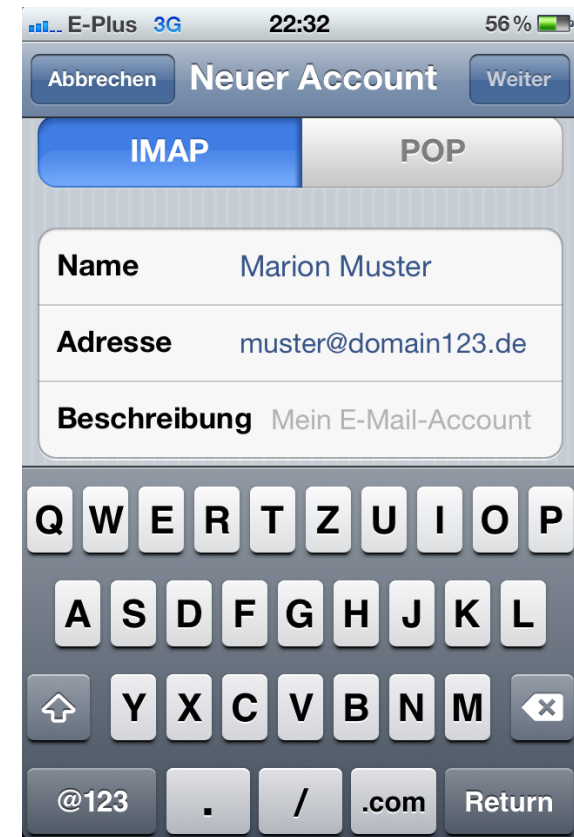 E-Plus 3G 22:32 56 %
Abbrechen Neuer Account Weiter
IMAP POP
Name Marion Muster
Adresse muster@domain123.de
Beschreibung Mein E-Mail-Account
Q W E R T Z U I O P
A S D F G H J K L
Y X C V B N M
@123 . / .com Return